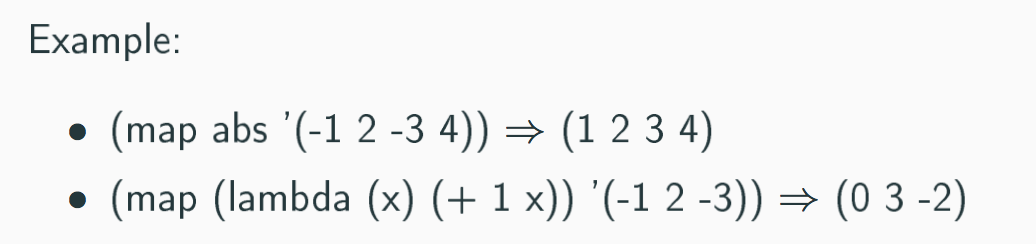 Example:
• (map abs ’(-1 2 -3 4)) ⇒ (1 2 3 4)
• (map (lambda (x) (+ 1 x)) ’(-1 2 -3)) ⇒ (0 3 -2)